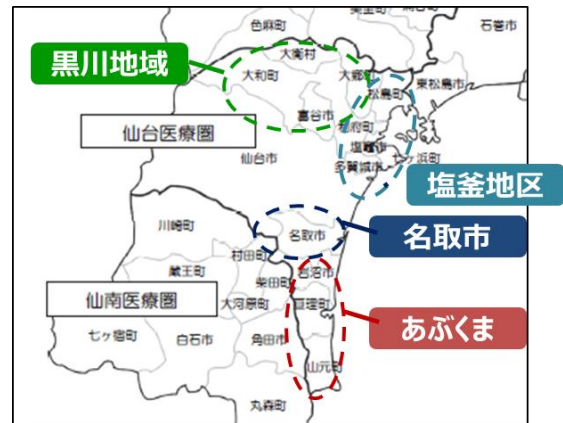 色麻町
大衡村
石巻市
黒川地域
大和町
大郷町
松島町
東松島市
富谷市
利府町
仙台医療圏
塩竈市
仙台市
多賀城市
七ヶ浜町
塩釜地区
川崎町
名取市
名取市
村田町
蔵王町
岩沼市
柴田町
仙南医療圏
大河原町
亘理町
あぶくま
七ヶ宿町
白石市
角田市
山元町
丸森町